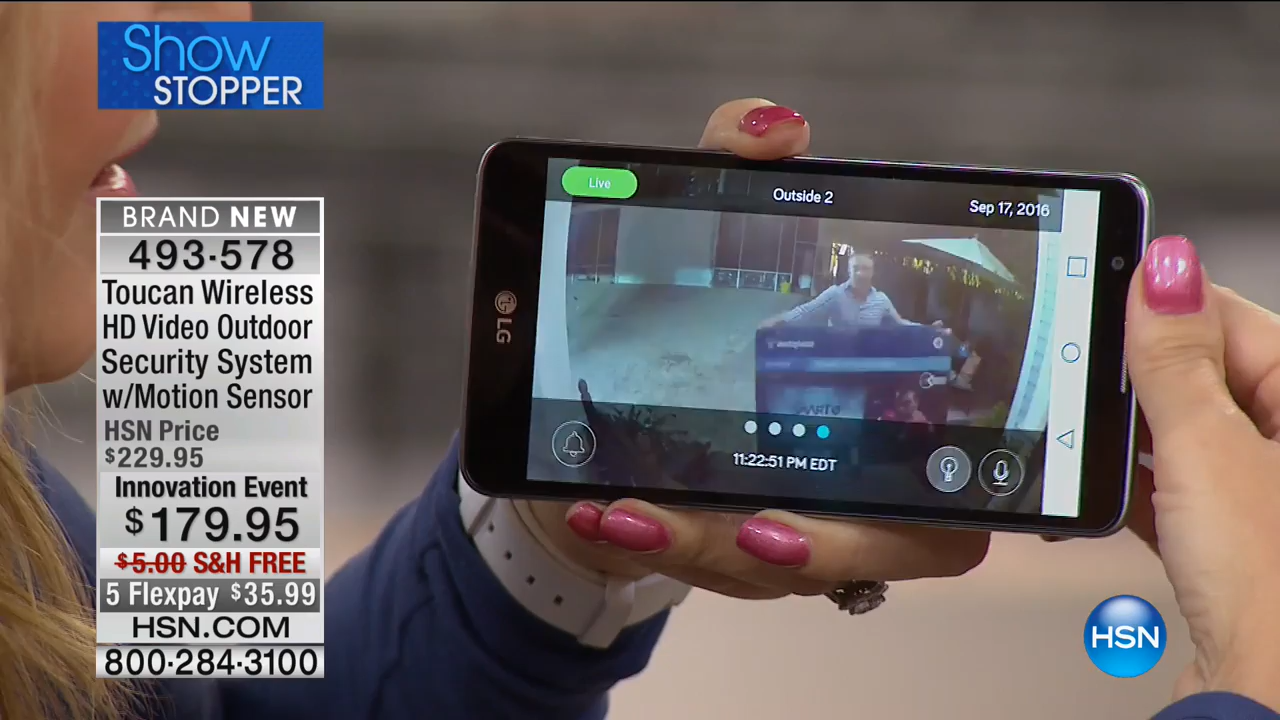 Show
STOPPER
BRAND NEW
493·578
Toucan Wireless
HD Video Outdoor
Security System
w/Motion Sensor
HSN Price
$229.95
Innovation Event
$179.95
$5.00 S&H FREE
5 Flexpay $35.99
HSN.COM
800·284·3100
LG
Live
Outside 2
Sep 17, 2016
11:22:51 PM EDT
HSN